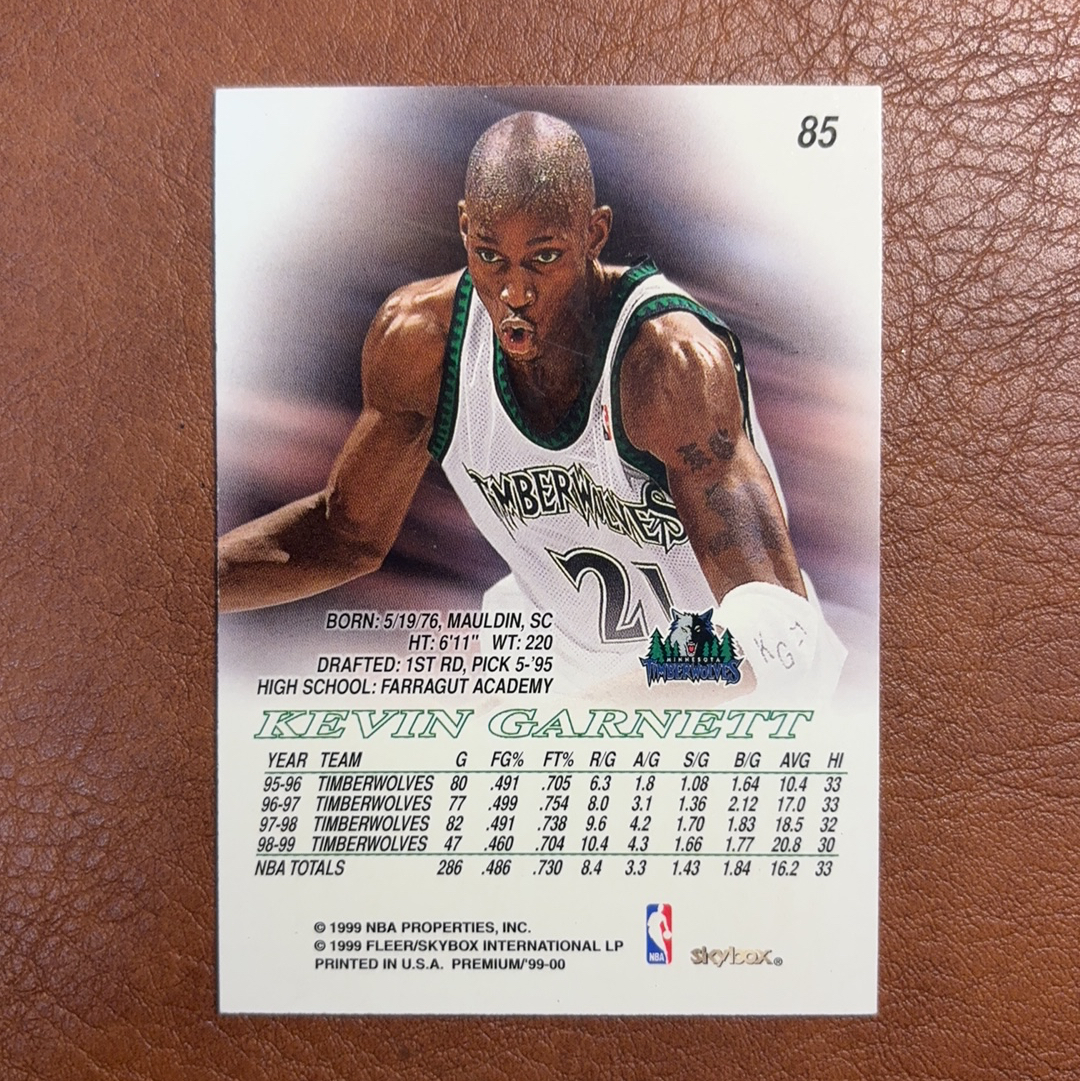 85
TIMBERWOLVES
21
KG
BORN: 5/19/76, MAULDIN, SC
HT: 6'11" WT: 220
DRAFTED: 1ST RD, PICK 5-'95
HIGH SCHOOL: FARRAGUT ACADEMY
MINNESOTA
TIMBERWOLVES
KEVIN GARNETT
YEAR TEAM G FG% FT% R/G A/G S/G B/G AVG HI
95-96 TIMBERWOLVES 80 .491 .705 6.3 1.8 1.08 1.64 10.4 33
96-97 TIMBERWOLVES 77 .499 .754 8.0 3.1 1.36 2.12 17.0 33
97-98 TIMBERWOLVES 82 .491 .738 9.6 4.2 1.70 1.83 18.5 32
98-99 TIMBERWOLVES 47 .460 .704 10.4 4.3 1.66 1.77 20.8 30
NBA TOTALS 286 .486 .730 8.4 3.3 1.43 1.84 16.2 33
© 1999 NBA PROPERTIES, INC.
© 1999 FLEER/SKYBOX INTERNATIONAL LP
PRINTED IN U.S.A. PREMIUM/'99-00
NBA
skybox®